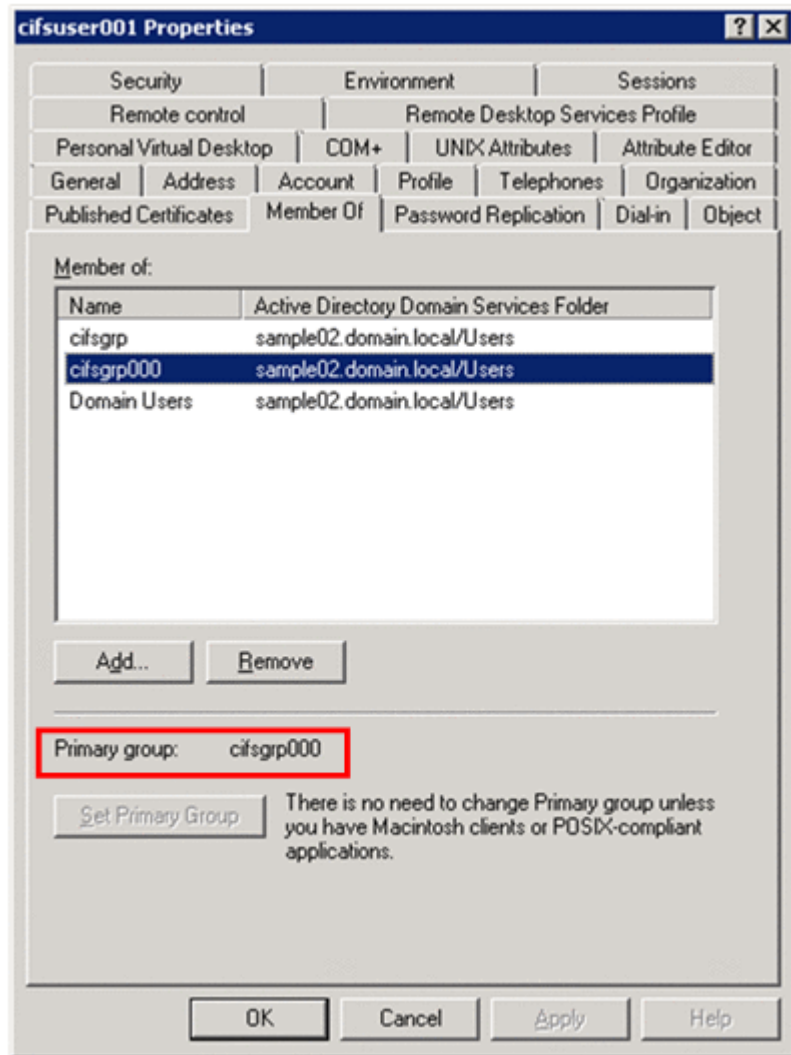 cifsuser001 Properties
Security Environment Sessions
Remote control Remote Desktop Services Profile
Personal Virtual Desktop COM+ UNIX Attributes Attribute Editor
General Address Account Profile Telephones Organization
Published Certificates Member Of Password Replication Dial-in Object
Member of:
Name Active Directory Domain Services Folder
cifsgrp sample02.domain.local/Users
cifsgrp000 sample02.domain.local/Users
Domain Users sample02.domain.local/Users
Add... Remove
Primary group: cifsgrp000
Set Primary Group
There is no need to change Primary group unless
you have Macintosh clients or POSIX-compliant
applications.
OK Cancel Apply Help